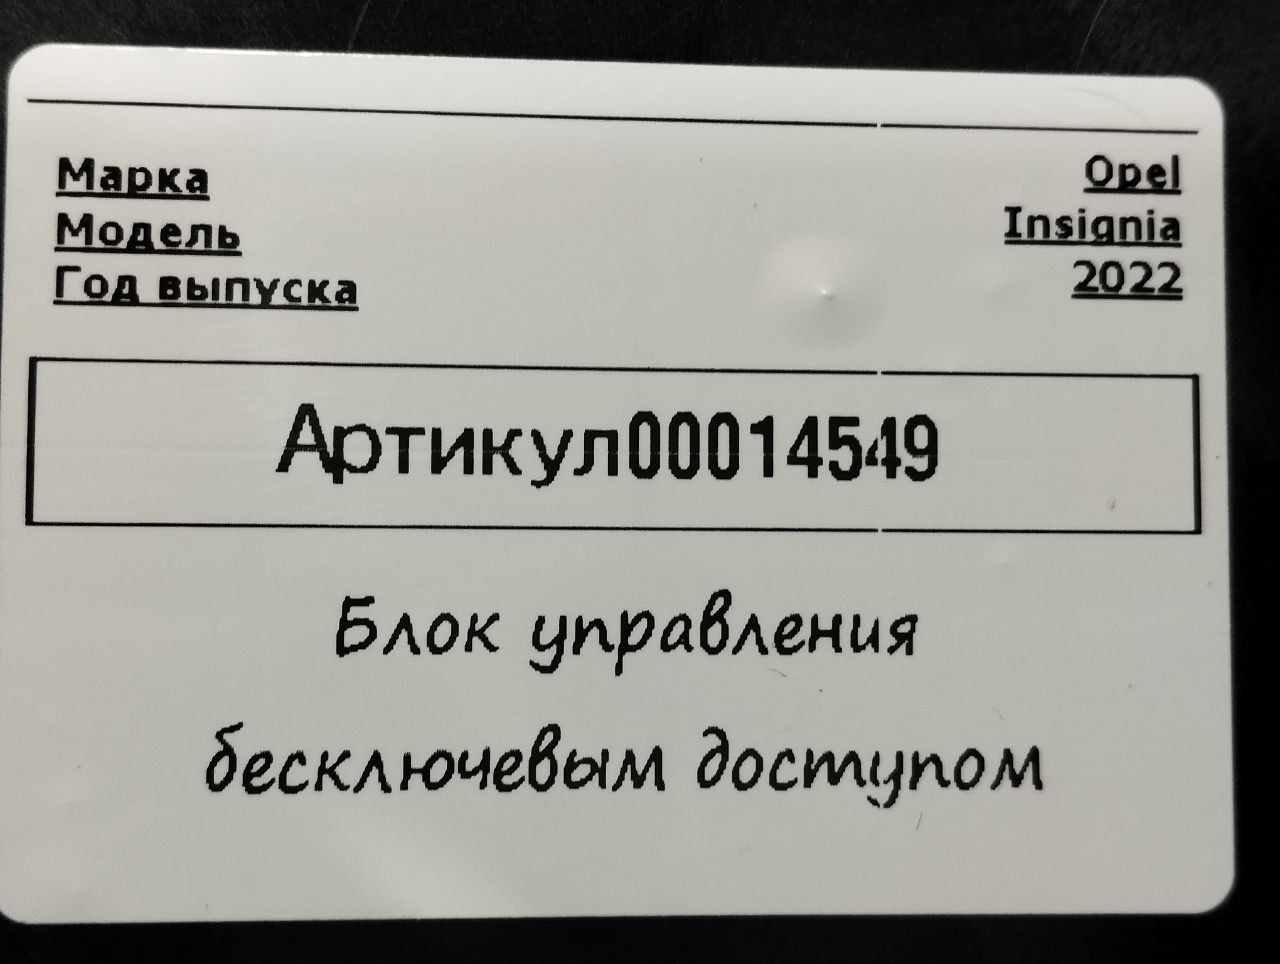 Марка Opel
Модель Insignia
Год выпуска 2022
Артикул00014549
Блок управления
бесключевым доступом